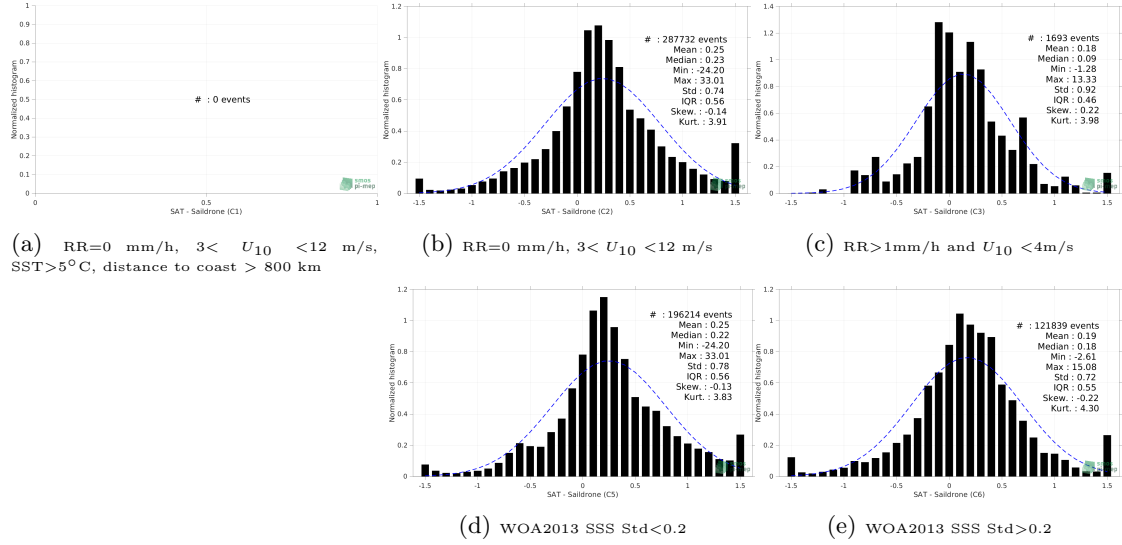 1
0.9
0.8
0.7
0.6
0.5
0.4
0.3
0.2
0.1
0
0
0.5
1
Normalized histogram
# : 0 events
SAT - Saildrone (C1)
smos
pi-mep
(a) RR=0 mm/h, 3< U10 <12 m/s,
SST>5°C, distance to coast > 800 km
1.2
1
0.8
0.6
0.4
0.2
0
-1.5
-1
-0.5
0
0.5
1
1.5
Normalized histogram
# : 287732 events
Mean : 0.25
Median : 0.23
Min : -24.20
Max : 33.01
Std : 0.74
IQR : 0.56
Skew. : -0.14
Kurt. : 3.91
SAT - Saildrone (C2)
pi-mep
(b) RR=0 mm/h, 3< U10 <12 m/s
1.4
1.2
1
0.8
0.6
0.4
0.2
0
-1.5
-1
-0.5
0
0.5
1
1.5
Normalized histogram
# : 1693 events
Mean : 0.18
Median : 0.09
Min : -1.28
Max : 13.33
Std : 0.92
IQR : 0.46
Skew. : 0.22
Kurt. : 3.98
SAT - Saildrone (C3)
pi-mep
(c) RR>1mm/h and U10 <4m/s
1.2
1
0.8
0.6
0.4
0.2
0
-1.5
-1
-0.5
0
0.5
1
1.5
Normalized histogram
# : 196214 events
Mean : 0.25
Median : 0.22
Min : -24.20
Max : 33.01
Std : 0.78
IQR : 0.56
Skew. : -0.13
Kurt. : 3.83
SAT - Saildrone (C5)
pi-mep
(d) WOA2013 SSS Std<0.2
1.2
1
0.8
0.6
0.4
0.2
0
-1.5
-1
-0.5
0
0.5
1
1.5
Normalized histogram
# : 121839 events
Mean : 0.19
Median : 0.18
Min : -2.61
Max : 15.08
Std : 0.72
IQR : 0.55
Skew. : -0.22
Kurt. : 4.30
SAT - Saildrone (C6)
pi-mep
(e) WOA2013 SSS Std>0.2